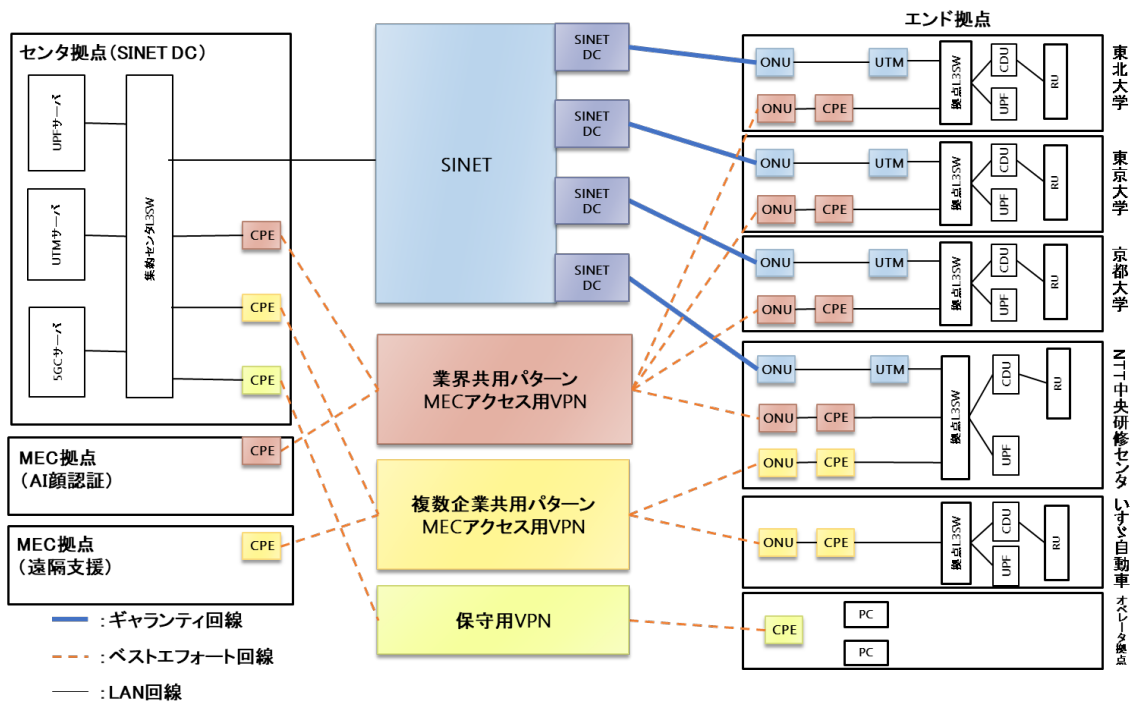 センタ拠点(SINET DC)
UPFサーバ
UTMサーバ
5GCサーバ
集約センタL3SW
CPE
CPE
CPE
MEC拠点
(AI顔認証)
CPE
MEC拠点
(遠隔支援)
CPE
:ギャランティ回線
:ベストエフォート回線
:LAN回線
SINET
SINET
DC
SINET
DC
SINET
DC
SINET
DC
業界共用パターン
MECアクセス用VPN
複数企業共用パターン
MECアクセス用VPN
保守用VPN
エンド拠点
ONU
UTM
ONU
CPE
拠点L3SW
CDU
UPF
RU
東北大学
ONU
UTM
ONU
CPE
拠点L3SW
CDU
UPF
RU
東京大学
ONU
UTM
ONU
CPE
拠点L3SW
CDU
UPF
RU
京都大学
ONU
UTM
ONU
CPE
ONU
CPE
拠点L3SW
CDU
UPF
RU
NTT中央研修センタ
ONU
CPE
拠点L3SW
CDU
UPF
RU
いすゞ自動車
CPE
PC
PC
オペレータ拠点